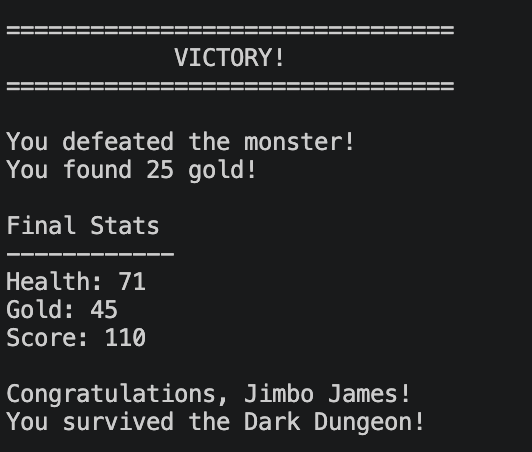 ================================
            VICTORY!
================================
You defeated the monster!
You found 25 gold!
Final Stats
------------
Health: 71
Gold: 45
Score: 110
Congratulations, Jimbo James!
You survived the Dark Dungeon!